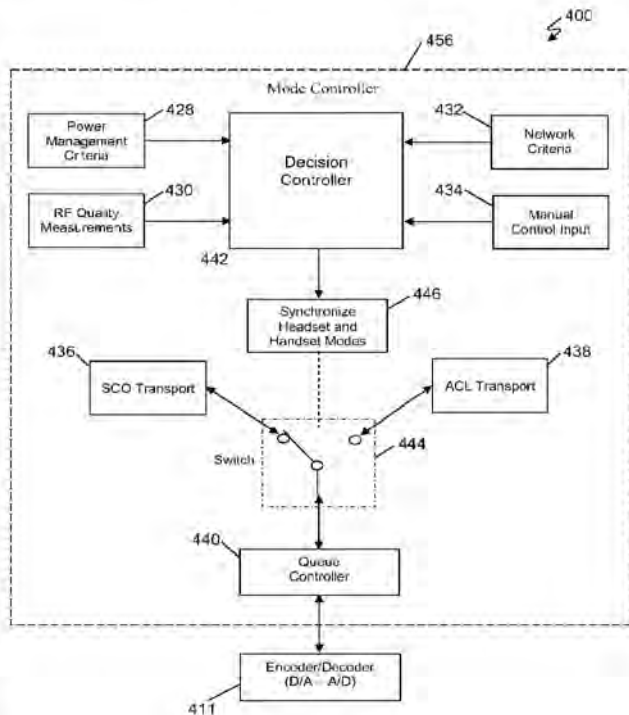 400
456
Mode Controller
428
Power
Management
Criteria
Decision
Controller
432
Network
Criteria
430
RF Quality
Measurements
434
Manual
Control Input
442
446
Synchronize
Headset and
Handset Modes
436
SCO Transport
438
ACL Transport
Switch
444
440
Queue
Controller
Encoder/Decoder
(D/A – A/D)
411